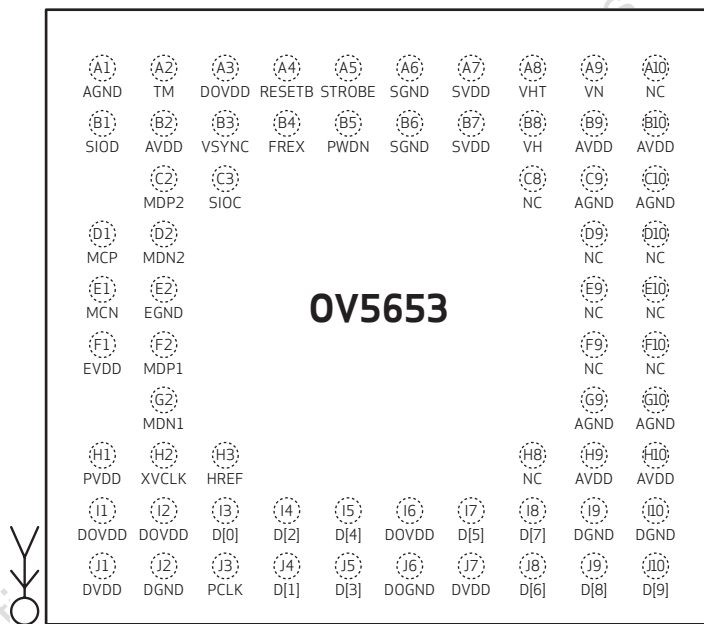 A1 A2 A3 A4 A5 A6 A7 A8 A9 A10
AGND TM DOVDD RESETB STROBE SGND SVDD VHT VN NC
B1 B2 B3 B4 B5 B6 B7 B8 B9 B10
SIOD AVDD VSYNC FREX PWDN SGND SVDD VH AVDD AVDD
C2 C3 C8 C9 C10
MDP2 SIOC NC AGND AGND
D1 D2 D9 D10
MCP MDN2 NC NC
E1 E2 E9 E10
MCN EGND NC NC
OV5653
F1 F2 F9 F10
EVDD MDP1 NC NC
G2 G9 G10
MDN1 AGND AGND
H1 H2 H3 H8 H9 H10
PVDD XVCLK HREF NC AVDD AVDD
I1 I2 I3 I4 I5 I6 I7 I8 I9 I10
DOVDD DOVDD D[0] D[2] D[4] DOVDD D[5] D[7] DGND DGND
J1 J2 J3 J4 J5 J6 J7 J8 J9 J10
DVDD DGND PCLK D[1] D[3] DOGND DVDD D[6] D[8] D[9]